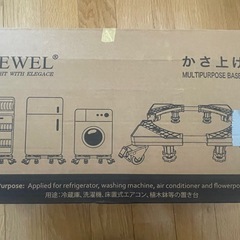 EWEL®
IT WITH ELEGACE
かさ上げ
MULTIPURPOSE BASE
Purpose: Applied for refrigerator, washing machine, air conditioner and flowerpo
用途：冷蔵庫、洗濯機、床置式エアコン、植木鉢等の置き台